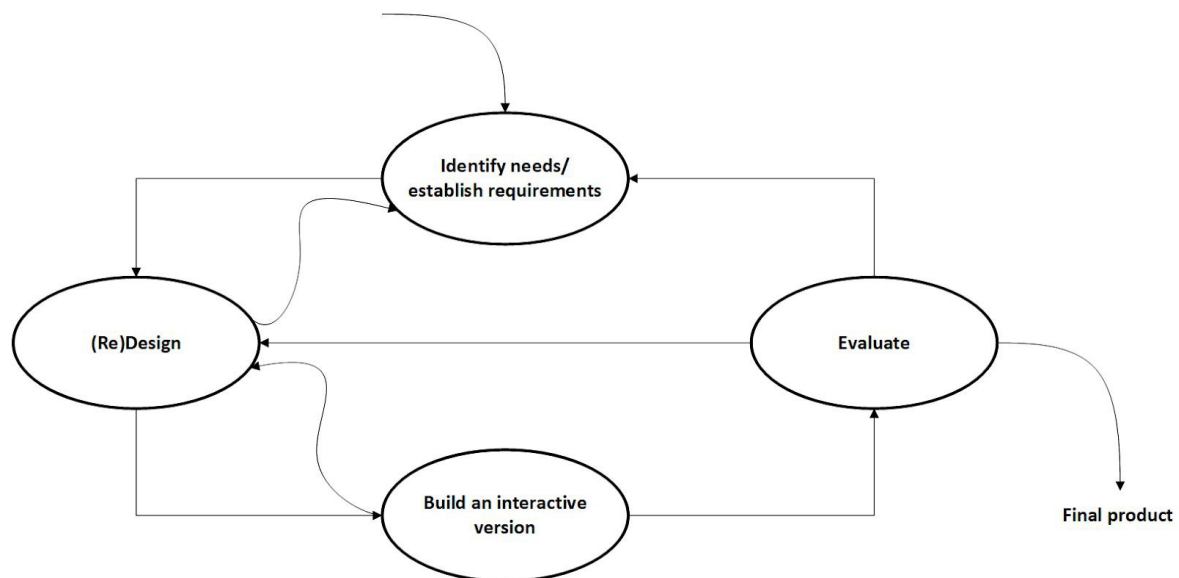 Identify needs/
establish requirements
(Re)Design
Evaluate
Build an interactive
version
Final product